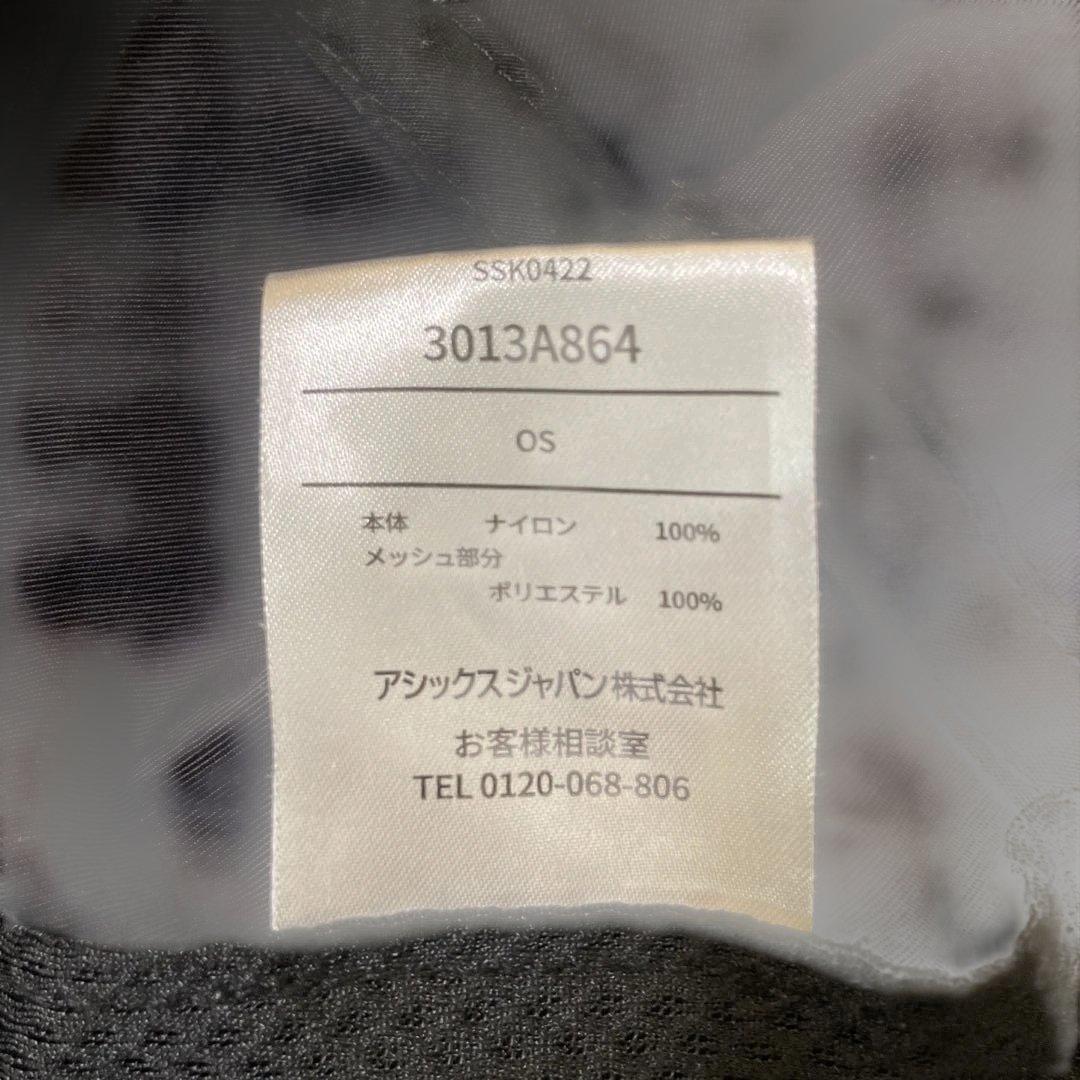 SSK0422
3013A864
OS
本体 ナイロン 100%
メッシュ部分
ポリエステル 100%
アシックスジャパン株式会社
お客様相談室
TEL 0120-068-806